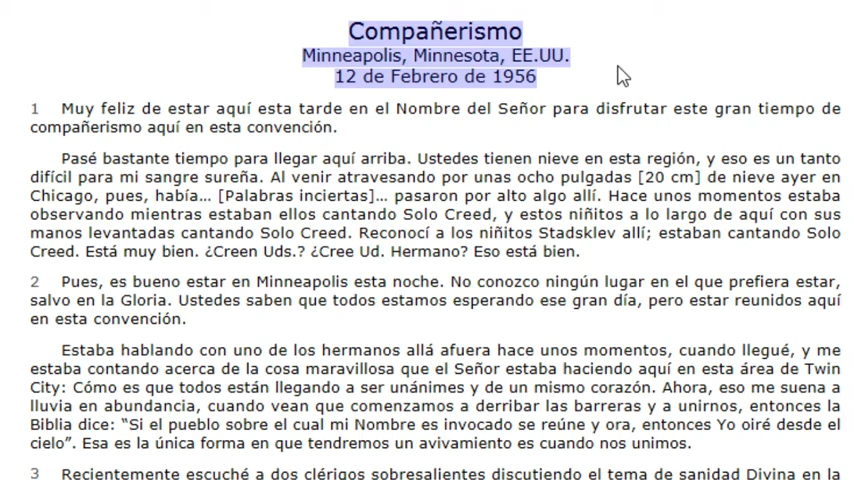 Compañerismo
Minneapolis, Minnesota, EE.UU.
12 de Febrero de 1956
1 Muy feliz de estar aquí esta tarde en el Nombre del Señor para disfrutar este gran tiempo de
compañerismo aquí en esta convención.
Pasé bastante tiempo para llegar aquí arriba. Ustedes tienen nieve en esta región, y eso es un tanto
difícil para mi sangre sureña. Al venir atravesando por unas ocho pulgadas [20 cm] de nieve ayer en
Chicago, pues, había… [Palabras inciertas]… pasaron por alto algo allí. Hace unos momentos estaba
observando mientras estaban ellos cantando Solo Creed, y estos niñitos a lo largo de aquí con sus
manos levantadas cantando Solo Creed. Reconocí a los niñitos Stadsklev allí; estaban cantando Solo
Creed. Está muy bien. ¿Creen Uds.? ¿Cree Ud. Hermano? Eso está bien.
2 Pues, es bueno estar en Minneapolis esta noche. No conozco ningún lugar en el que prefiera estar,
salvo en la Gloria. Ustedes saben que todos estamos esperando ese gran día, pero estar reunidos aquí
en esta convención.
Estaba hablando con uno de los hermanos allá afuera hace unos momentos, cuando llegué, y me
estaba contando acerca de la cosa maravillosa que el Señor estaba haciendo aquí en esta área de Twin
City: Cómo es que todos están llegando a ser unánimes y de un mismo corazón. Ahora, eso me suena a
lluvia en abundancia, cuando vean que comenzamos a derribar las barreras y a unirnos, entonces la
Biblia dice: “Si el pueblo sobre el cual mi Nombre es invocado se reúne y ora, entonces Yo oiré desde el
cielo”. Esa es la única forma en que tendremos un avivamiento es cuando nos unimos.
3 Recientemente escuché a dos clérigos sobresalientes discutiendo el tema de sanidad Divina en la